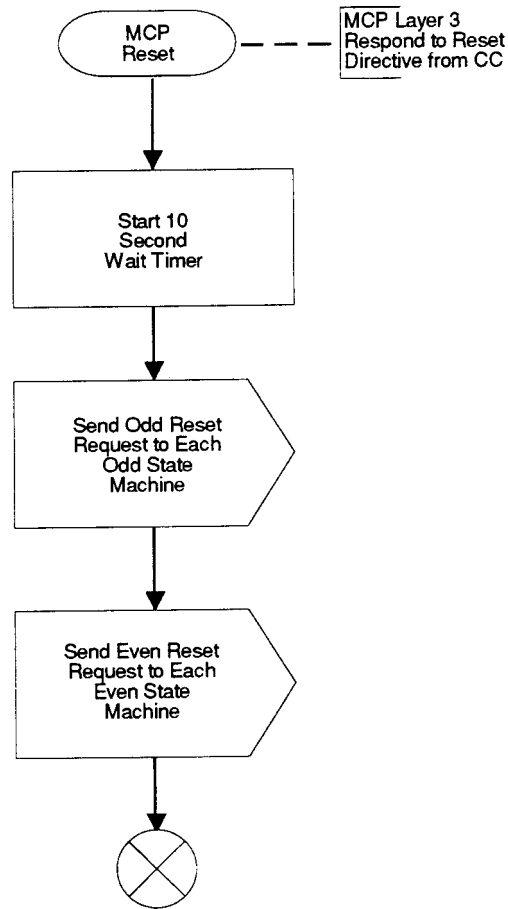 MCP
Reset
MCP Layer 3
Respond to Reset
Directive from CC
Start 10
Second
Wait Timer
Send Odd Reset
Request to Each
Odd State
Machine
Send Even Reset
Request to Each
Even State
Machine